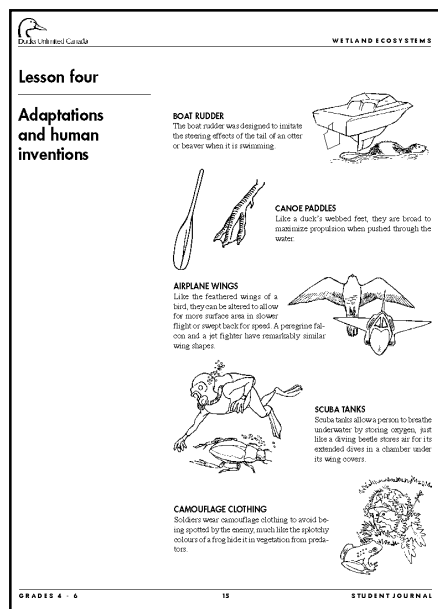 Ducks Unlimited Canada
WETLAND ECOSYSTEMS
Lesson four
Adaptations
and human
inventions
BOAT RUDDER
The boat rudder was designed to imitate
the steering effects of the tail of an otter
or beaver when it is swimming.
CANOE PADDLES
Like a duck's webbed feet, they are broad to
maximize propulsion when pushed through the
water.
AIRPLANE WINGS
Like the feathered wings of a
bird, they can be altered to allow
for more surface area in slower
flight or swept back for speed. A peregrine fal-
con and a jet fighter have remarkably similar
wing shapes.
SCUBA TANKS
Scuba tanks allow a person to breathe
underwater by storing oxygen, just
like a diving beetle stores air for its
extended dives in a chamber under
its wing covers.
CAMOUFLAGE CLOTHING
Soldiers wear camouflage clothing to avoid be-
ing spotted by the enemy, much like the splotchy
colours of a frog hide it in vegetation from preda-
tors.
GRADES 4 - 6
15
STUDENT JOURNAL